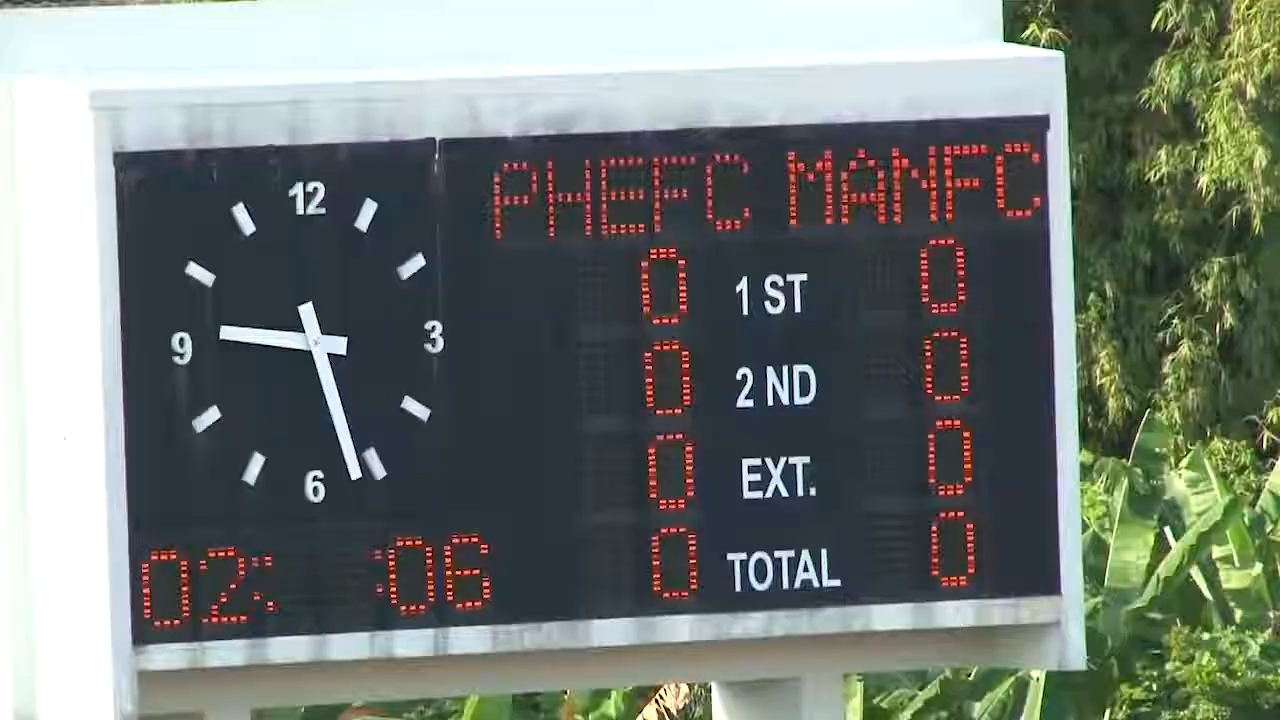 PHEFC MANFC
12
3
6
9
0 1 ST 0
0 2 ND 0
0 EXT. 0
0 TOTAL 0
02: :06